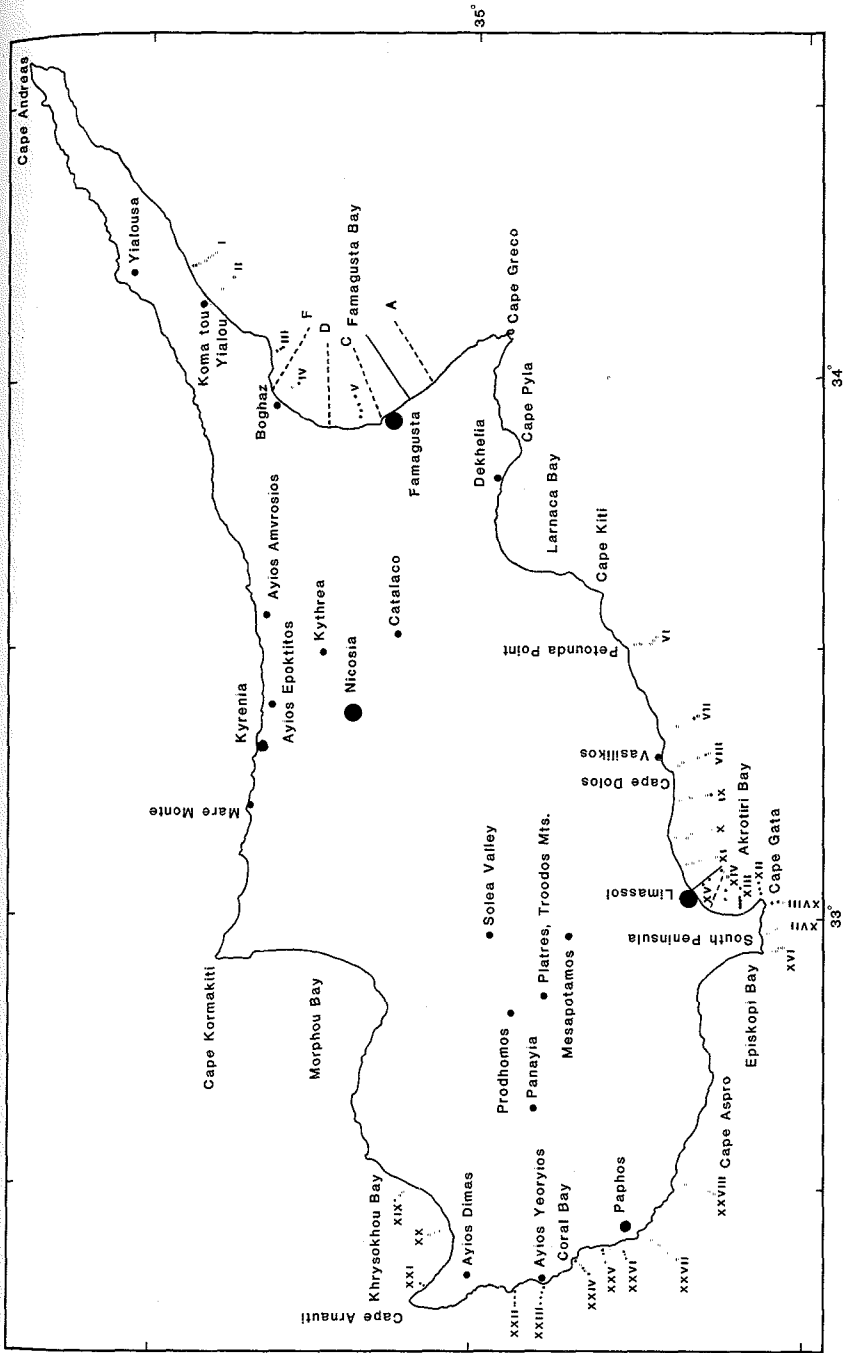 Cape Andreas
Yialousa
Koma tou
Yialou
I
II
III
IV
V
Boghaz
F
D
C
Famagusta Bay
A
Famagusta
Cape Greco
Cape Pyla
Dekhelia
Larnaca Bay
Cape Kiti
Petounda Point
VI
Ayios Amvrosios
Ayios Epoktitos
Kythrea
Catalaco
Nicosia
Kyrenia
Mare Monte
Vasilikos
VII
VIII
Cape Dolos
IX
X
XI
Akrotiri Bay
XV
XIV
XIII
XII
Cape Gata
XVIII
XVII
XVI
Limassol
South Peninsula
Episkopi Bay
Solea Valley
Platres, Troodos Mts.
Mesapotamos
Prodhomos
Panayia
Cape Kormakiti
Morphou Bay
Khrysokhou Bay
XIX
XX
XXI
Cape Arnauti
Ayios Dimas
Ayios Yeoryios
Coral Bay
XXII
XXIII
XXIV
XXV
XXVI
XXVII
Paphos
XXVIII
Cape Aspro
35°
34°
33°